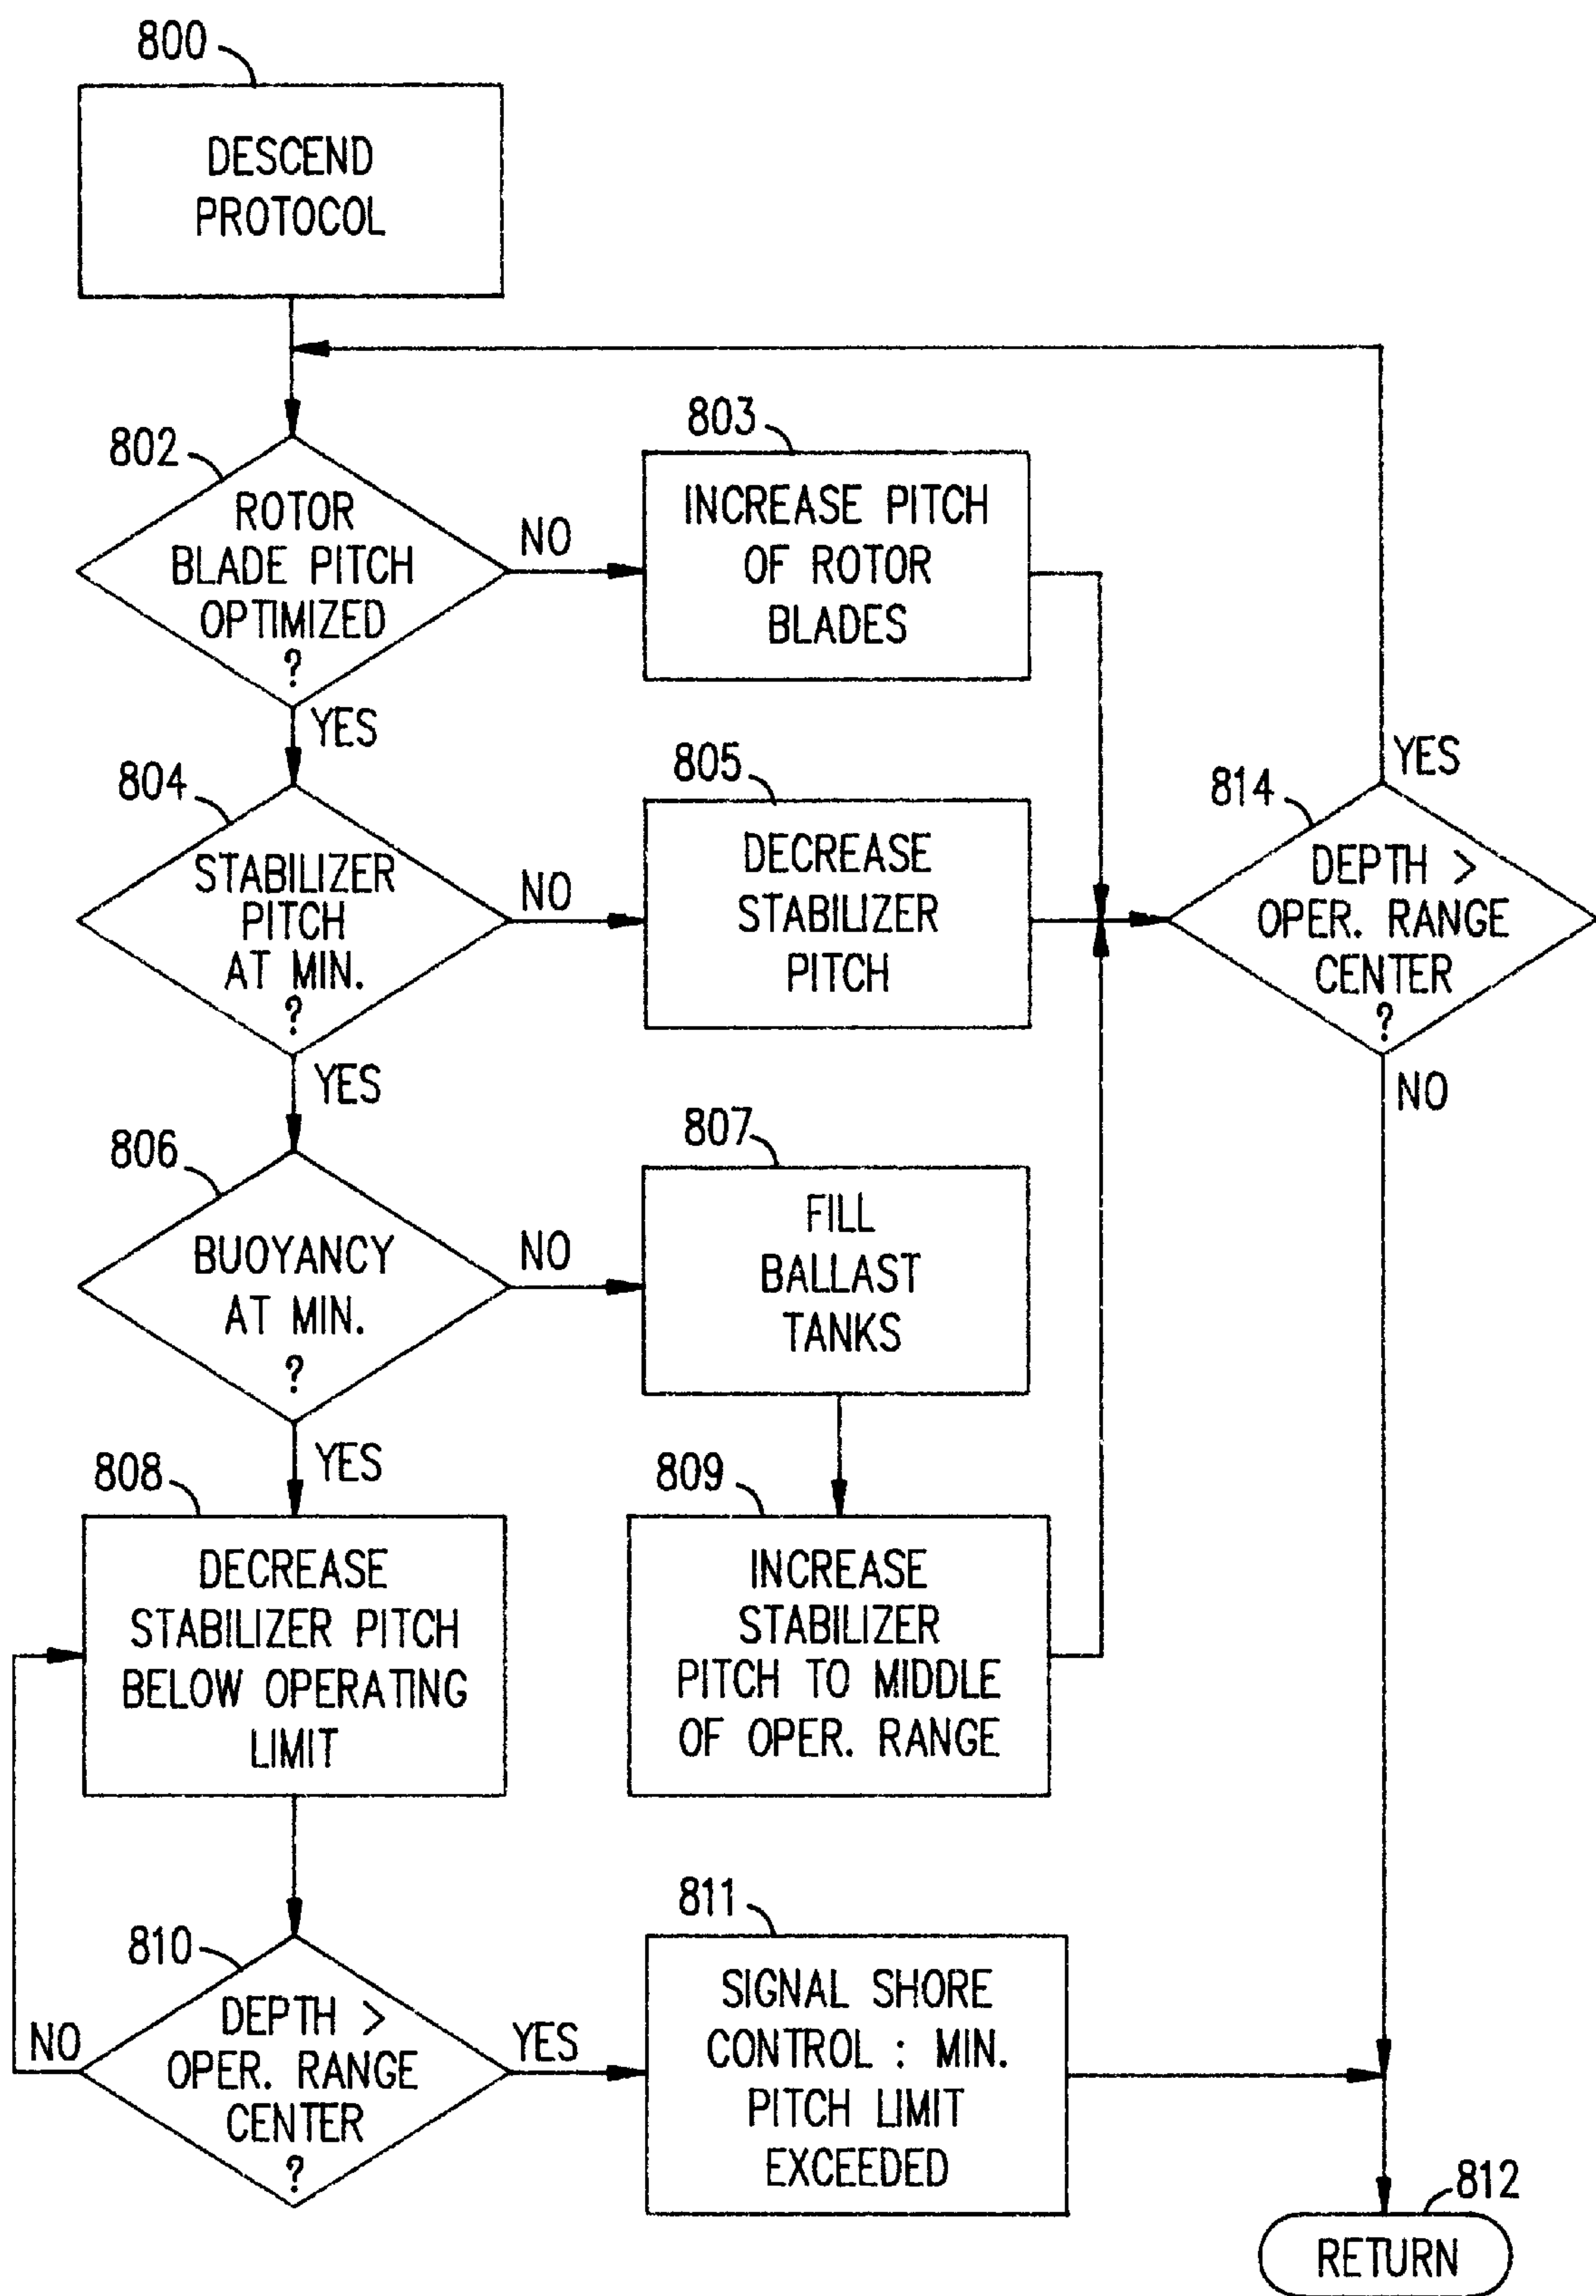 800
DESCEND
PROTOCOL
802
ROTOR
BLADE PITCH
OPTIMIZED
?
NO
YES
803
INCREASE PITCH
OF ROTOR
BLADES
804
STABILIZER
PITCH
AT MIN.
?
NO
YES
805
DECREASE
STABILIZER
PITCH
814
DEPTH >
OPER. RANGE
CENTER
?
YES
NO
806
BUOYANCY
AT MIN.
?
NO
YES
807
FILL
BALLAST
TANKS
808
DECREASE
STABILIZER PITCH
BELOW OPERATING
LIMIT
809
INCREASE
STABILIZER
PITCH TO MIDDLE
OF OPER. RANGE
810
DEPTH >
OPER. RANGE
CENTER
?
NO
YES
811
SIGNAL SHORE
CONTROL : MIN.
PITCH LIMIT
EXCEEDED
812
RETURN